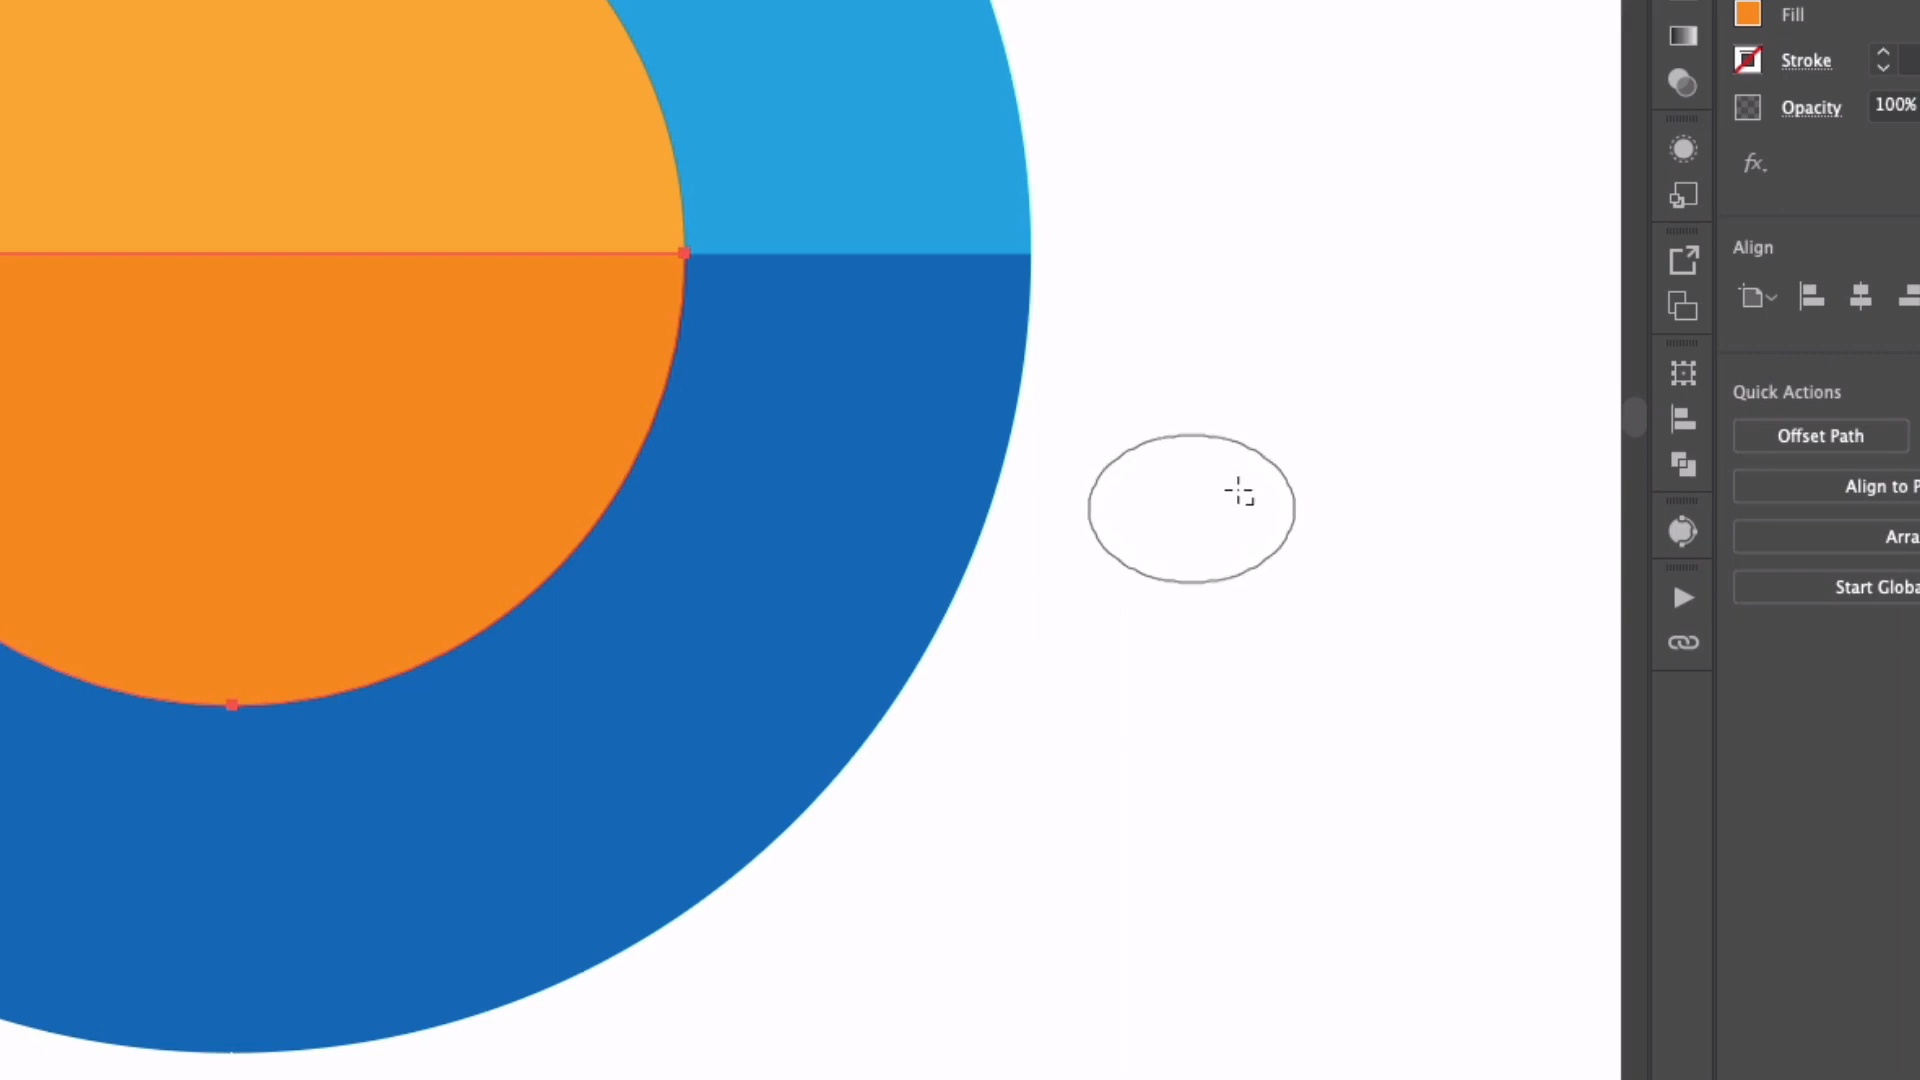 Fill
Stroke
Opacity 100%
fx.
Align
Quick Actions
Offset Path
Align to P
Arra
Start Globa